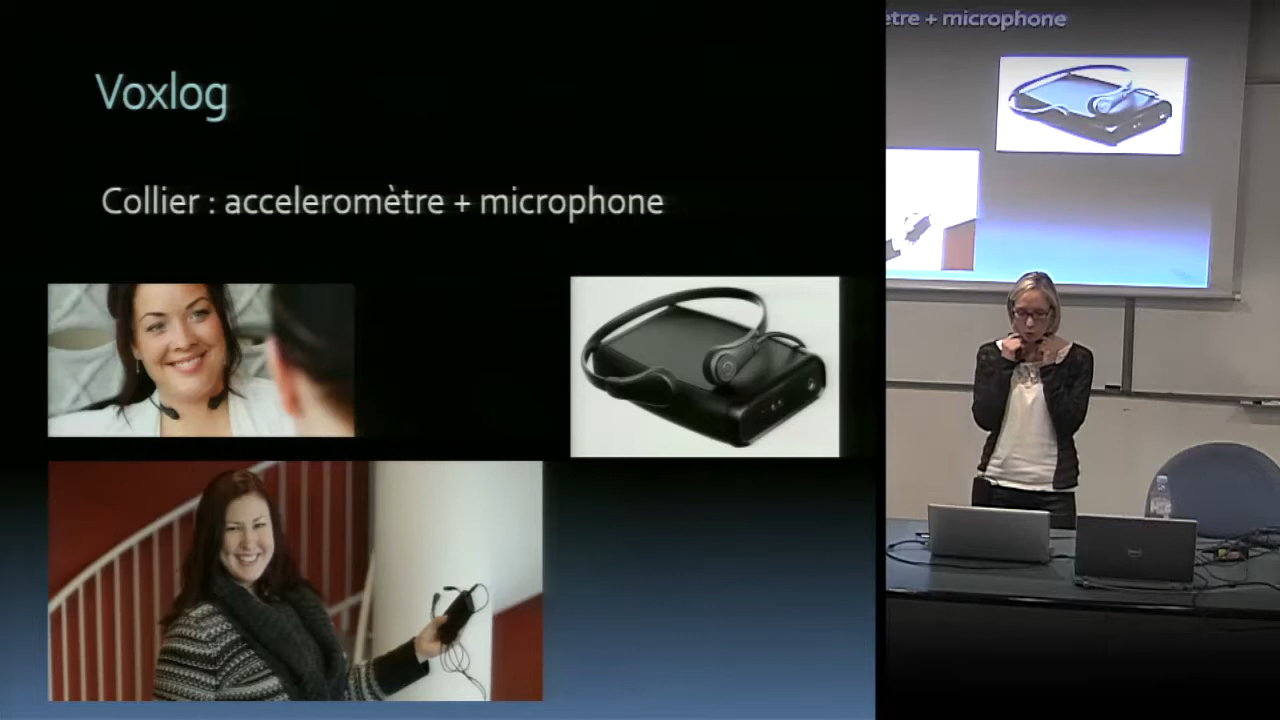 Voxlog
Collier : acceleromètre + microphone
ètre + microphone